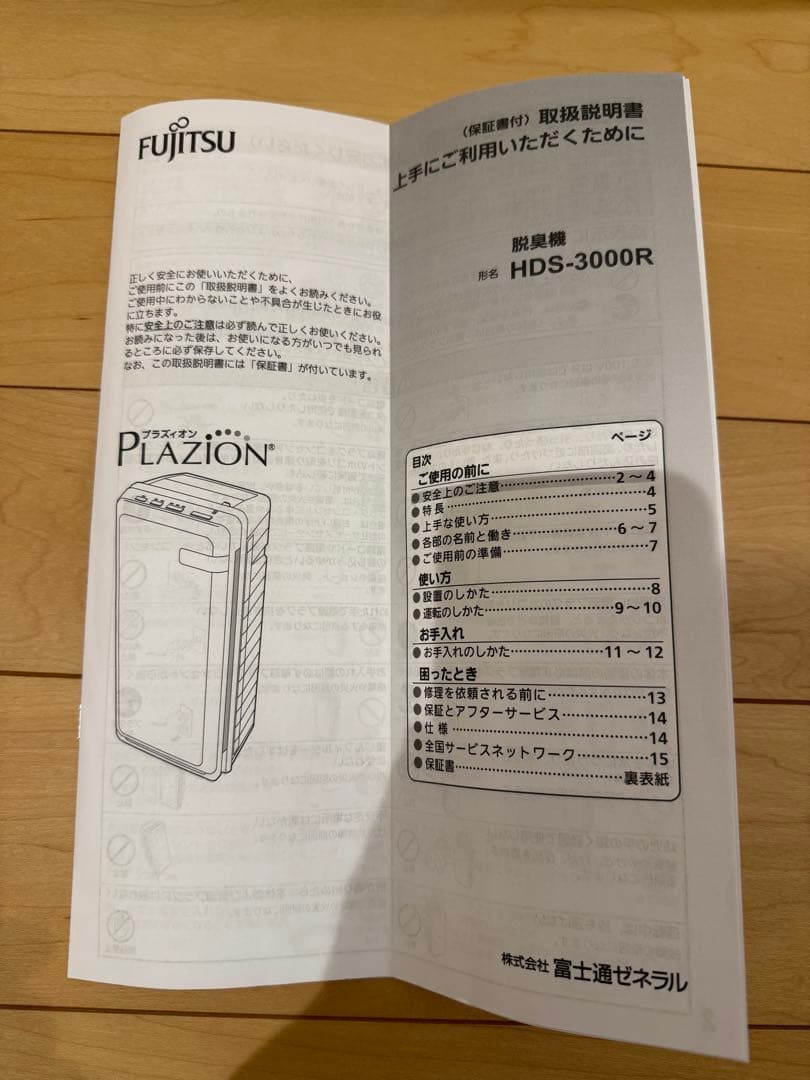 FUJITSU
正しく安全にお使いいただくために、
ご使用前にこの「取扱説明書」をよくお読みください。
ご使用中にわからないことや不具合が生じたときにお役
に立ちます。
特に安全上のご注意は必ず読んで正しくお使いください。
お読みになった後は、お使いになる方がいつでも見られ
るところに必ず保存してください。
なお、この取扱説明書には「保証書」が付いています。
プラズィオン
PLAZION®
(保証書付) 取扱説明書
上手にご利用いただくために
脱臭機
形名 HDS-3000R
目次 ページ
ご使用の前に
●安全上のご注意……………………2～4
●特長……………………………………4
●上手な使い方…………………………5
●各部の名前と働き…………………6～7
●ご使用前の準備………………………7
使い方
●設置のしかた…………………………8
●運転のしかた……………………9～10
お手入れ
●お手入れのしかた………………11～12
困ったとき
●修理を依頼される前に………………13
●保証とアフターサービス……………14
●仕様……………………………………14
●全国サービスネットワーク…………15
●保証書……………………………裏表紙
株式会社 富士通ゼネラル